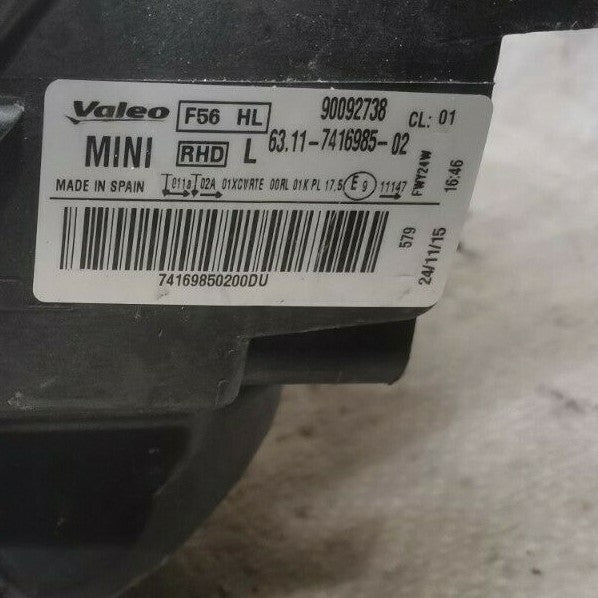 Valeo F56 HL 90092738 CL: 01
MINI RHD L 63.11-7416985-02
MADE IN SPAIN 011a 02A 01XCVRTE 00RL 01K PL 17.5 E9 11147
FWY24W
16:46
579
24/11/15
74169850200DU